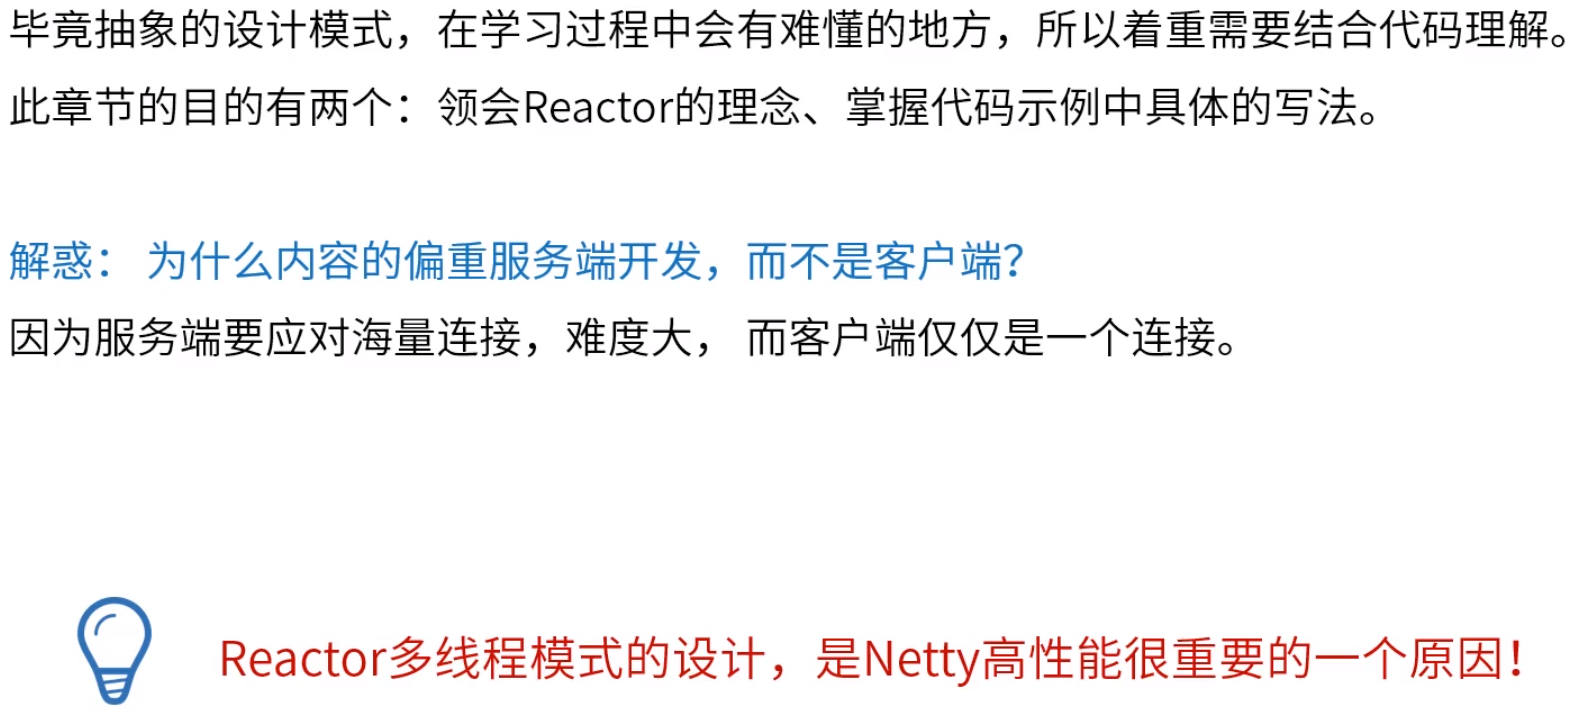 毕竟抽象的设计模式，在学习过程中会有难懂的地方，所以着重需要结合代码理解。
此章节的目的有两个：领会Reactor的理念、掌握代码示例中具体的写法。
解惑： 为什么内容的偏重服务端开发，而不是客户端？
因为服务端要应对海量连接，难度大， 而客户端仅仅是一个连接。
Reactor多线程模式的设计，是Netty高性能很重要的一个原因！